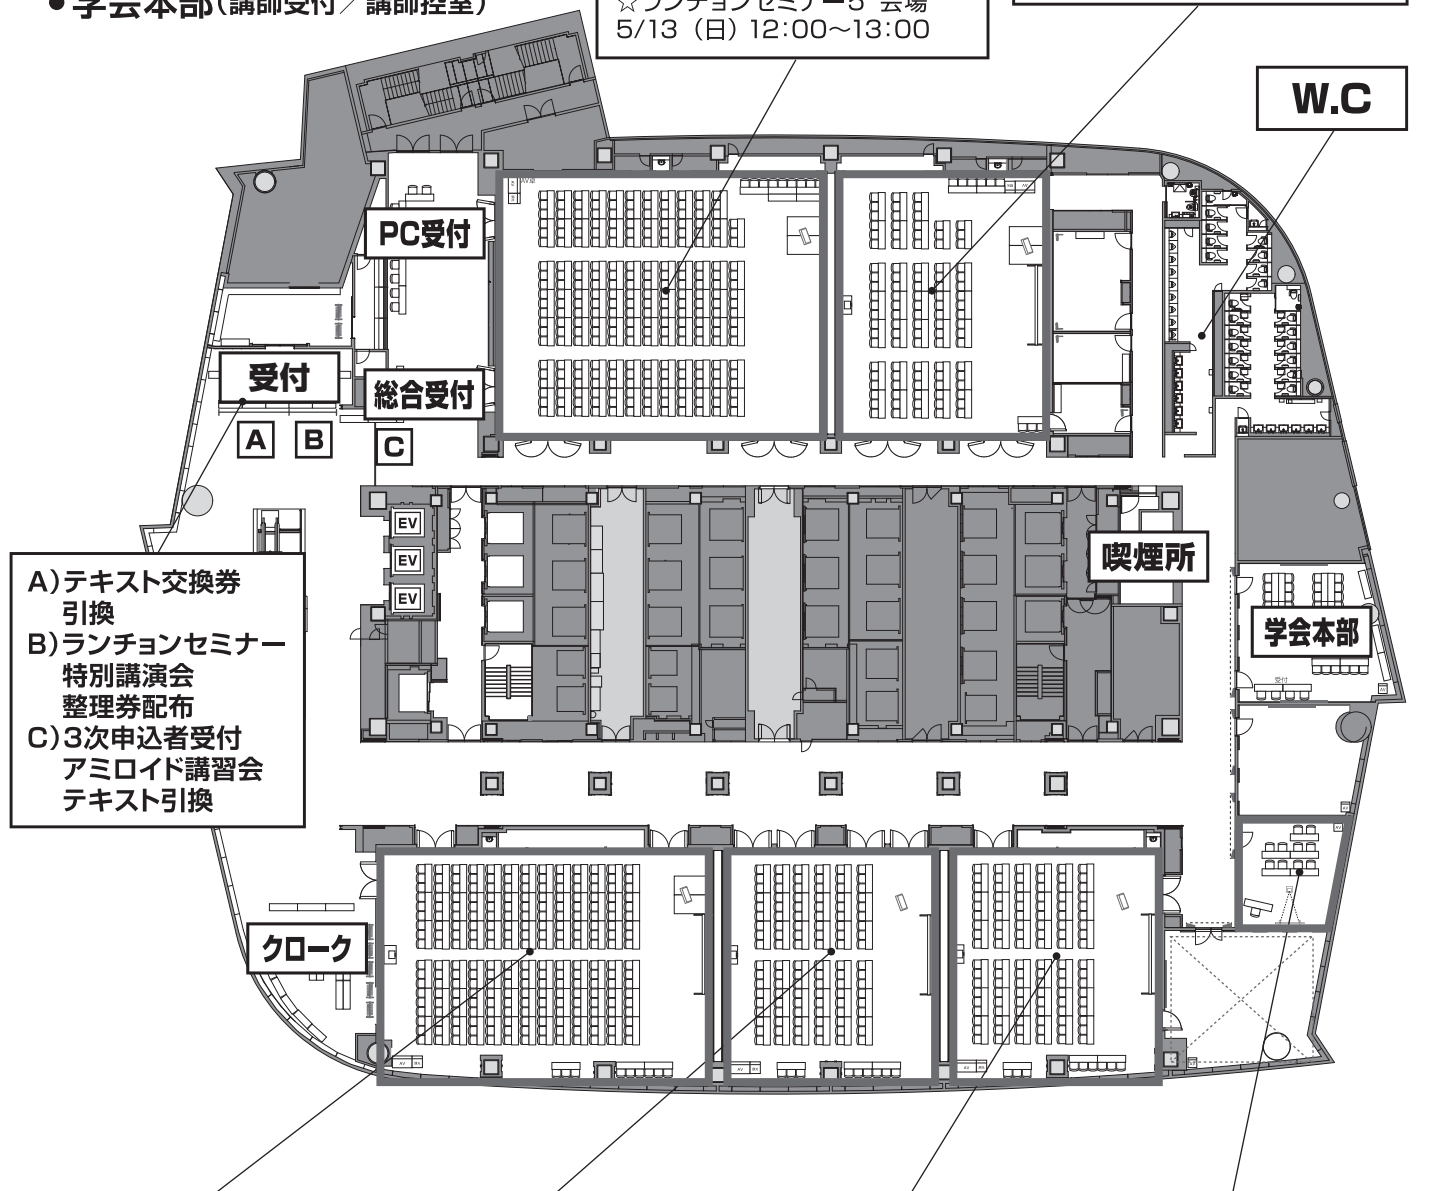 ●学会本部(講師受付／講師控室)
☆ランチョンセミナー5 会場
5/13（日）12:00〜13:00
W.C
PC受付
受付
総合受付
A
B
C
EV
EV
EV
喫煙所
A)テキスト交換券
引換
B)ランチョンセミナー
特別講演会
整理券配布
C)3次申込者受付
アミロイド講習会
テキスト引換
学会本部
受付
クローク